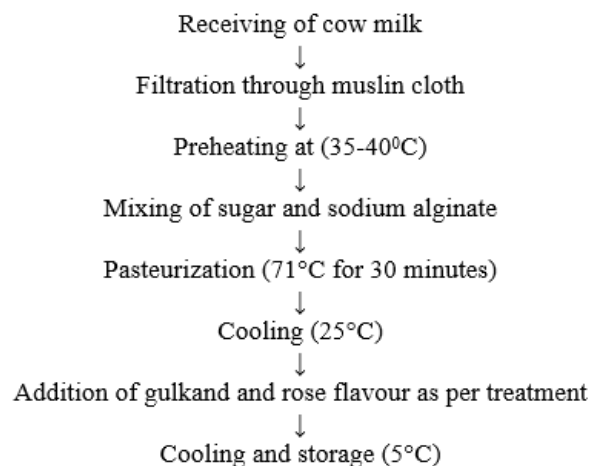 Receiving of cow milk
↓
Filtration through muslin cloth
↓
Preheating at (35-40⁰C)
↓
Mixing of sugar and sodium alginate
↓
Pasteurization (71°C for 30 minutes)
↓
Cooling (25°C)
↓
Addition of gulkand and rose flavour as per treatment
↓
Cooling and storage (5°C)